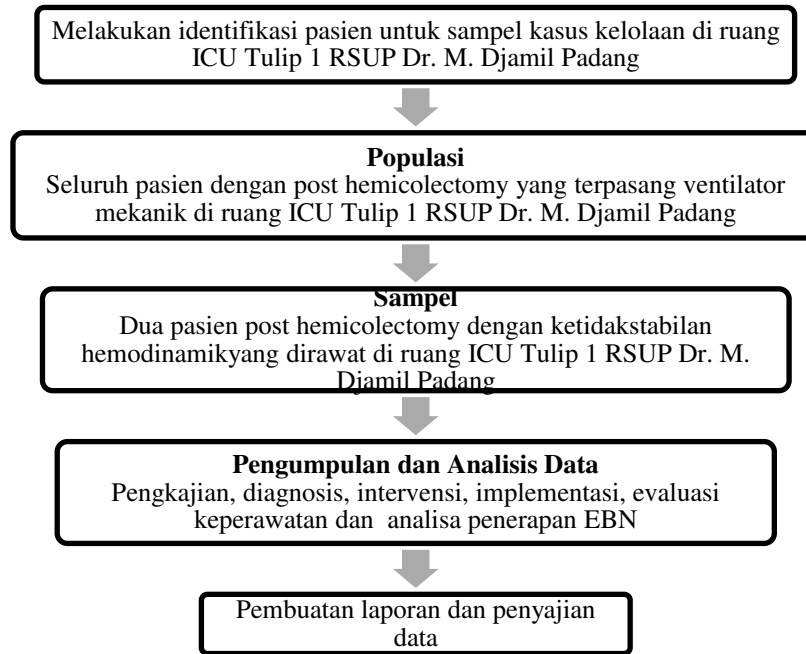 Melakukan identifikasi pasien untuk sampel kasus kelolaan di ruang
ICU Tulip 1 RSUP Dr. M. Djamil Padang
Populasi
Seluruh pasien dengan post hemicolectomy yang terpasang ventilator
mekanik di ruang ICU Tulip 1 RSUP Dr. M. Djamil Padang
Sampel
Dua pasien post hemicolectomy dengan ketidakstabilan
hemodinamikyang dirawat di ruang ICU Tulip 1 RSUP Dr. M.
Djamil Padang
Pengumpulan dan Analisis Data
Pengkajian, diagnosis, intervensi, implementasi, evaluasi
keperawatan dan analisa penerapan EBN
Pembuatan laporan dan penyajian
data